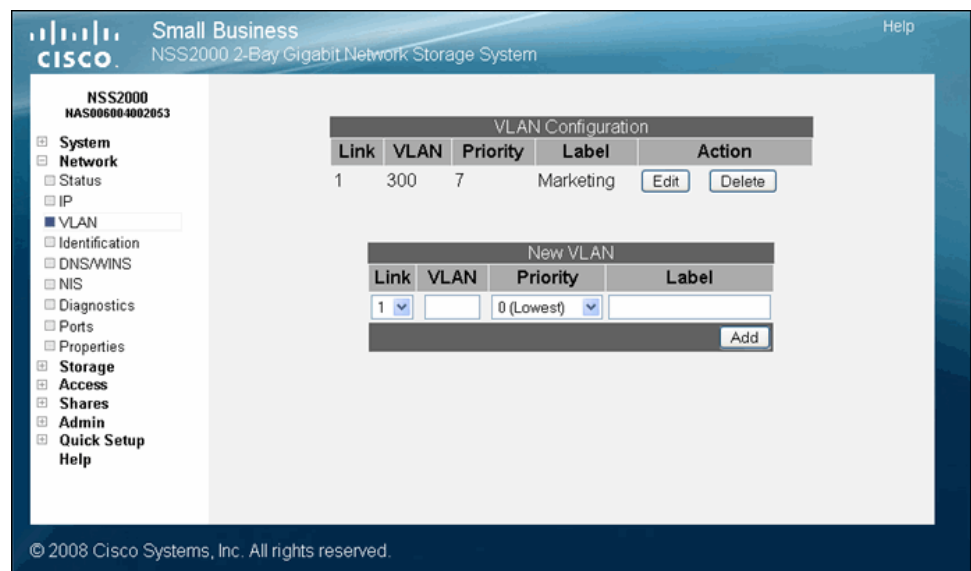 Small Business
Help
CISCO.
NSS2000 2-Bay Gigabit Network Storage System
NSS2000
NAS006004002053
System
Network
Status
IP
VLAN
Identification
DNS/WINS
NIS
Diagnostics
Ports
Properties
Storage
Access
Shares
Admin
Quick Setup
Help
VLAN Configuration
Link VLAN Priority Label Action
1 300 7 Marketing Edit Delete
New VLAN
Link VLAN Priority Label
1 0 (Lowest)
Add
© 2008 Cisco Systems, Inc. All rights reserved.